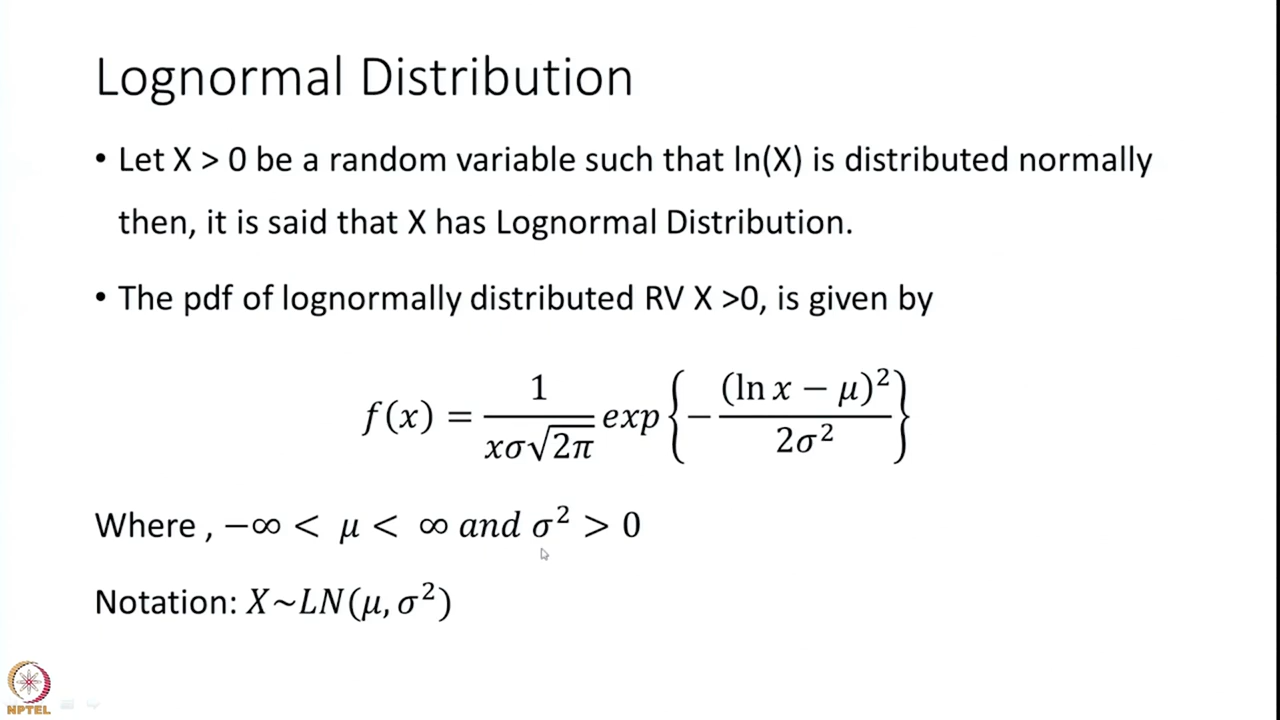 Lognormal Distribution
• Let X > 0 be a random variable such that ln(X) is distributed normally
then, it is said that X has Lognormal Distribution.
• The pdf of lognormally distributed RV X >0, is given by
f(x) = 1/(xσ√2π) exp{−(ln x − μ)²/2σ²}
Where , −∞ < μ < ∞ and σ² > 0
Notation: X~LN(μ, σ²)
NPTEL